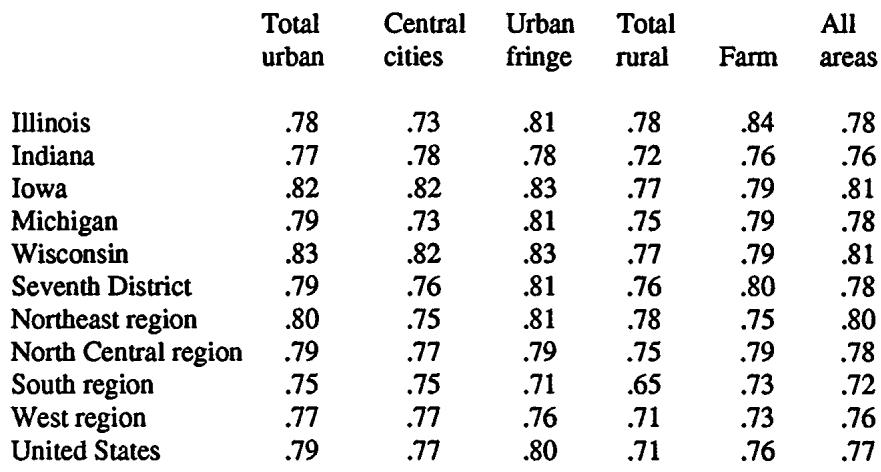 Total Central Urban Total All
urban cities fringe rural Farm areas
Illinois .78 .73 .81 .78 .84 .78
Indiana .77 .78 .78 .72 .76 .76
Iowa .82 .82 .83 .77 .79 .81
Michigan .79 .73 .81 .75 .79 .78
Wisconsin .83 .82 .83 .77 .79 .81
Seventh District .79 .76 .81 .76 .80 .78
Northeast region .80 .75 .81 .78 .75 .80
North Central region .79 .77 .79 .75 .79 .78
South region .75 .75 .71 .65 .73 .72
West region .77 .77 .76 .71 .73 .76
United States .79 .77 .80 .71 .76 .77